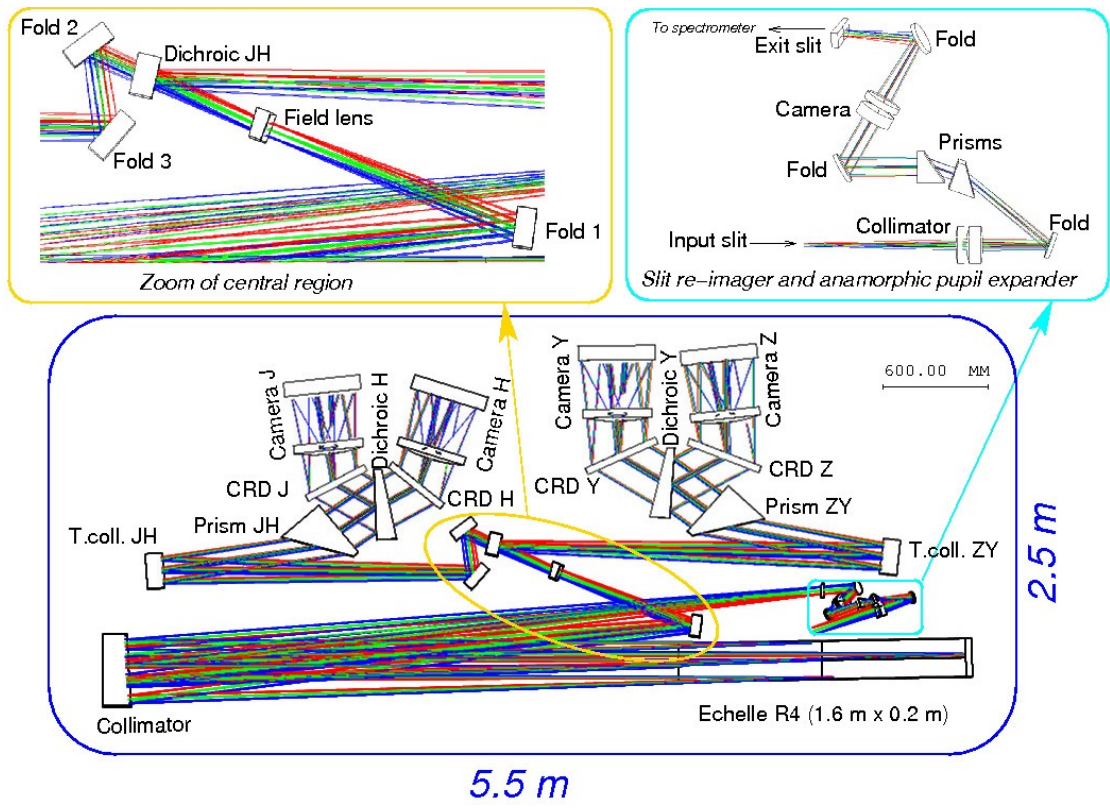 Fold 2
Dichroic JH
Field lens
Fold 3
Fold 1
Zoom of central region
To spectrometer
Exit slit
Fold
Camera
Prisms
Fold
Collimator
Fold
Input slit
Slit re-imager and anamorphic pupil expander
Camera J
Dichroic H
Camera H
Camera Y
Dichroic Y
Camera Z
600.00 MM
CRD J
CRD H
CRD Y
CRD Z
Prism JH
Prism ZY
T.coll. JH
T.coll. ZY
2.5 m
Collimator
Echelle R4 (1.6 m x 0.2 m)
5.5 m